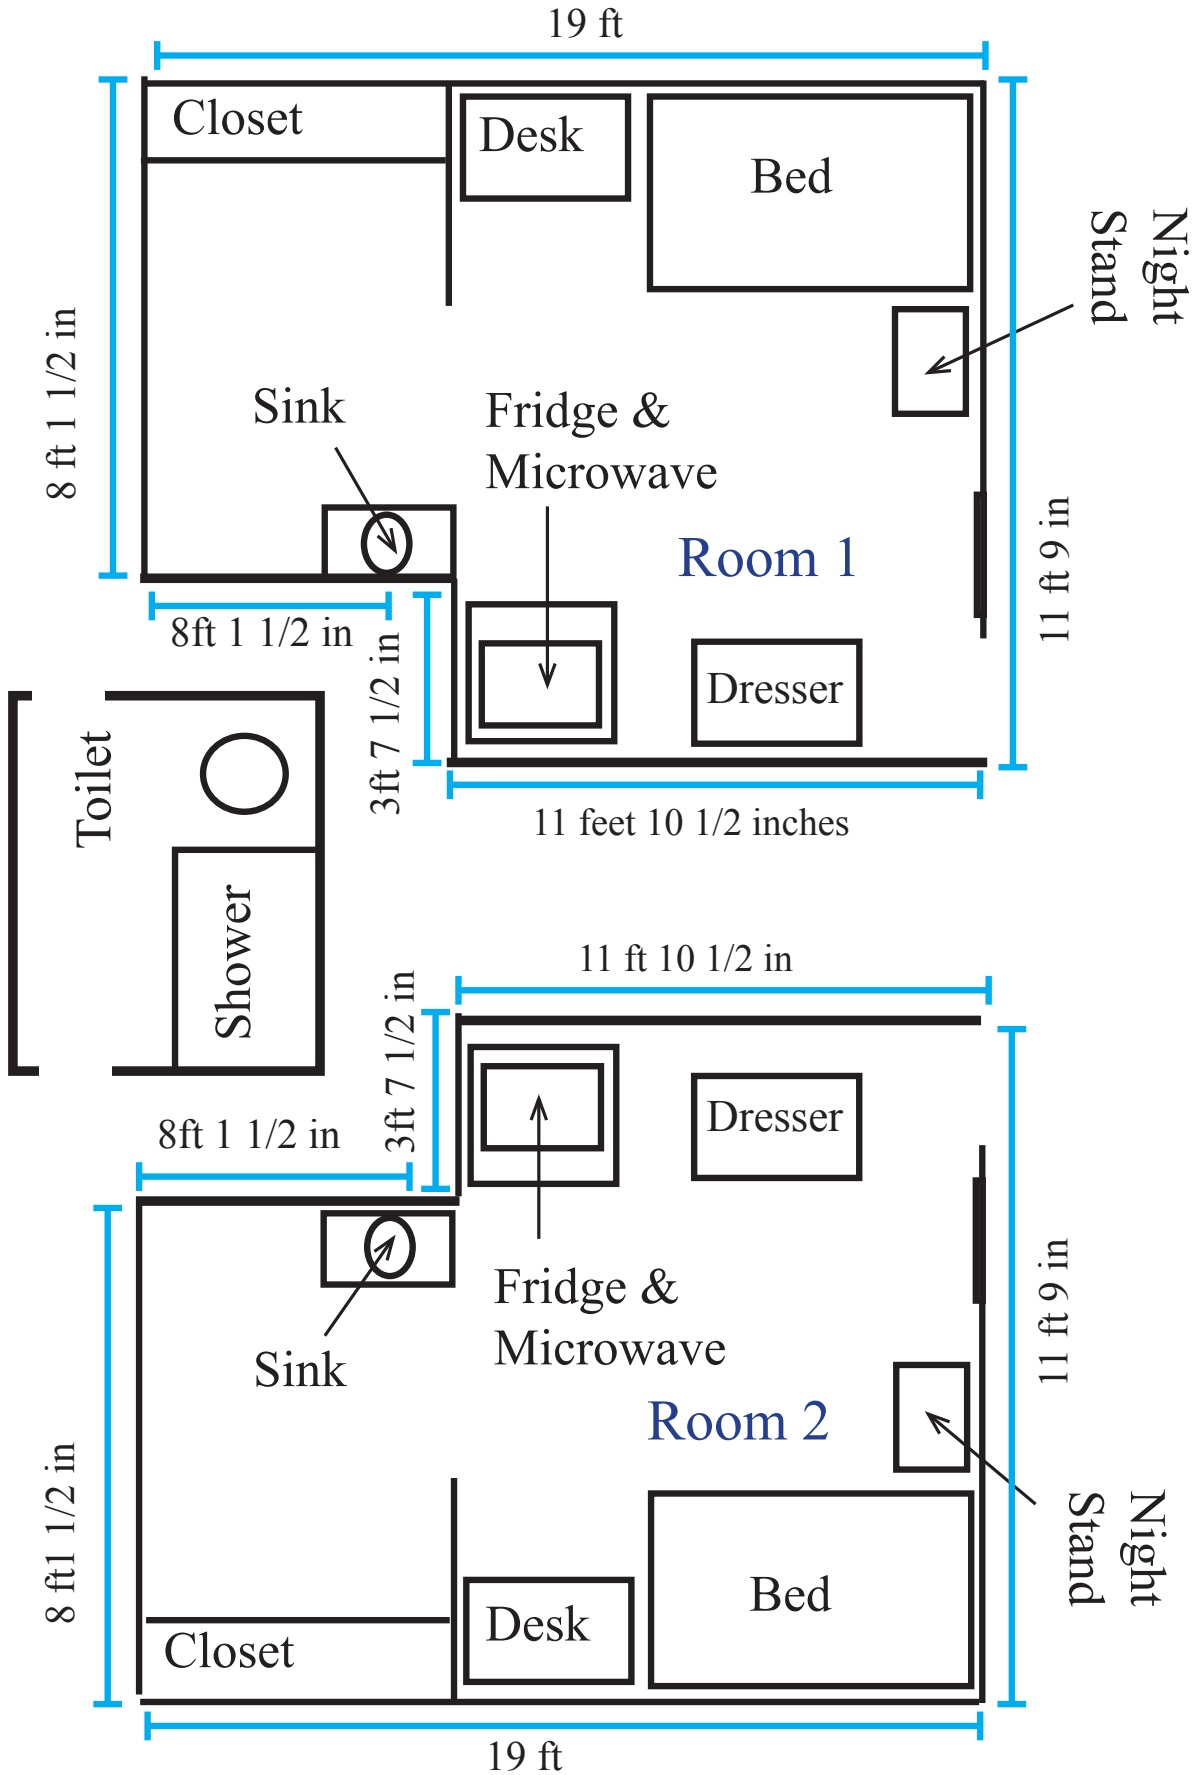 19 ft
Closet
Desk
Bed
Night
Stand
8 ft 1 1/2 in
Sink
Fridge &
Microwave
Room 1
11 ft 9 in
8ft 1 1/2 in
3ft 7 1/2 in
Dresser
11 feet 10 1/2 inches
Toilet
Shower
11 ft 10 1/2 in
3ft 7 1/2 in
8ft 1 1/2 in
Dresser
Fridge &
Microwave
Sink
Room 2
11 ft 9 in
8 ft1 1/2 in
Night
Stand
Bed
Desk
Closet
19 ft